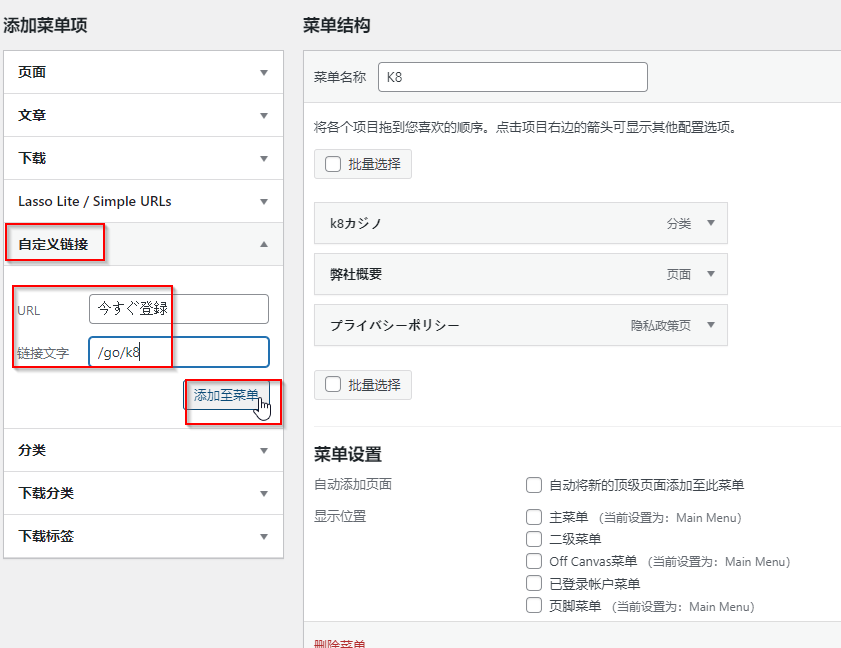 添加菜单项
页面
文章
下载
Lasso Lite / Simple URLs
自定义链接
URL
今すぐ登録
链接文字
/go/k8
添加至菜单
分类
下载分类
下载标签
菜单结构
菜单名称
K8
将各个项目拖到您喜欢的顺序。点击项目右边的箭头可显示其他配置选项。
批量选择
k8カジノ 分类
弊社概要 页面
プライバシーポリシー 隐私政策页
批量选择
菜单设置
自动添加页面
自动将新的顶级页面添加至此菜单
显示位置
主菜单 (当前设置为：Main Menu)
二级菜单
Off Canvas菜单 (当前设置为：Main Menu)
已登录帐户菜单
页脚菜单 (当前设置为：Main Menu)
删除菜单